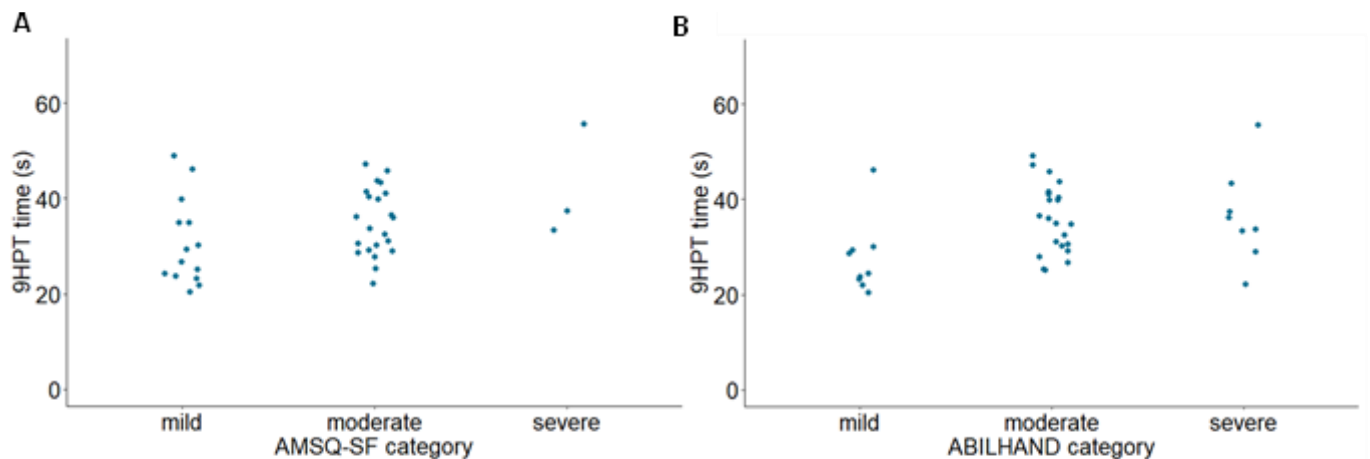 A
9HPT time (s)
60
40
20
0
mild moderate severe
AMSQ-SF category
B
9HPT time (s)
60
40
20
0
mild moderate severe
ABILHAND category